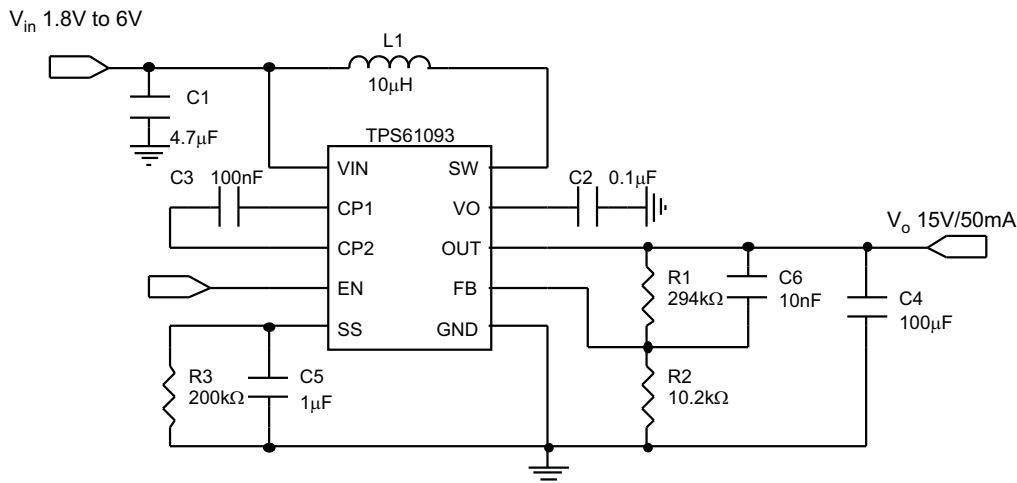 Vin 1.8V to 6V
L1
10μH
C1
4.7μF
TPS61093
C3 100nF
VIN
SW
C2 0.1μF
CP1
VO
Vo 15V/50mA
CP2
OUT
EN
FB
R1
294kΩ
C6
10nF
C4
100μF
SS
GND
R3
200kΩ
C5
1μF
R2
10.2kΩ